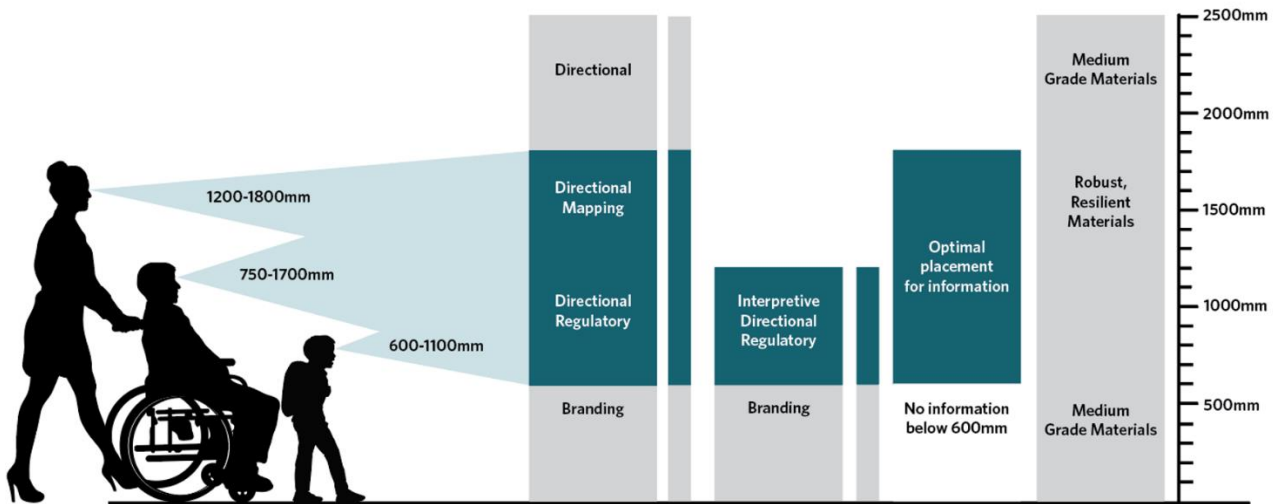 1200-1800mm
750-1700mm
600-1100mm
Directional
Directional
Mapping
Directional
Regulatory
Branding
Interpretive
Directional
Regulatory
Branding
Optimal
placement
for information
No information
below 600mm
Medium
Grade Materials
Robust,
Resilient
Materials
Medium
Grade Materials
2500mm
2000mm
1500mm
1000mm
500mm